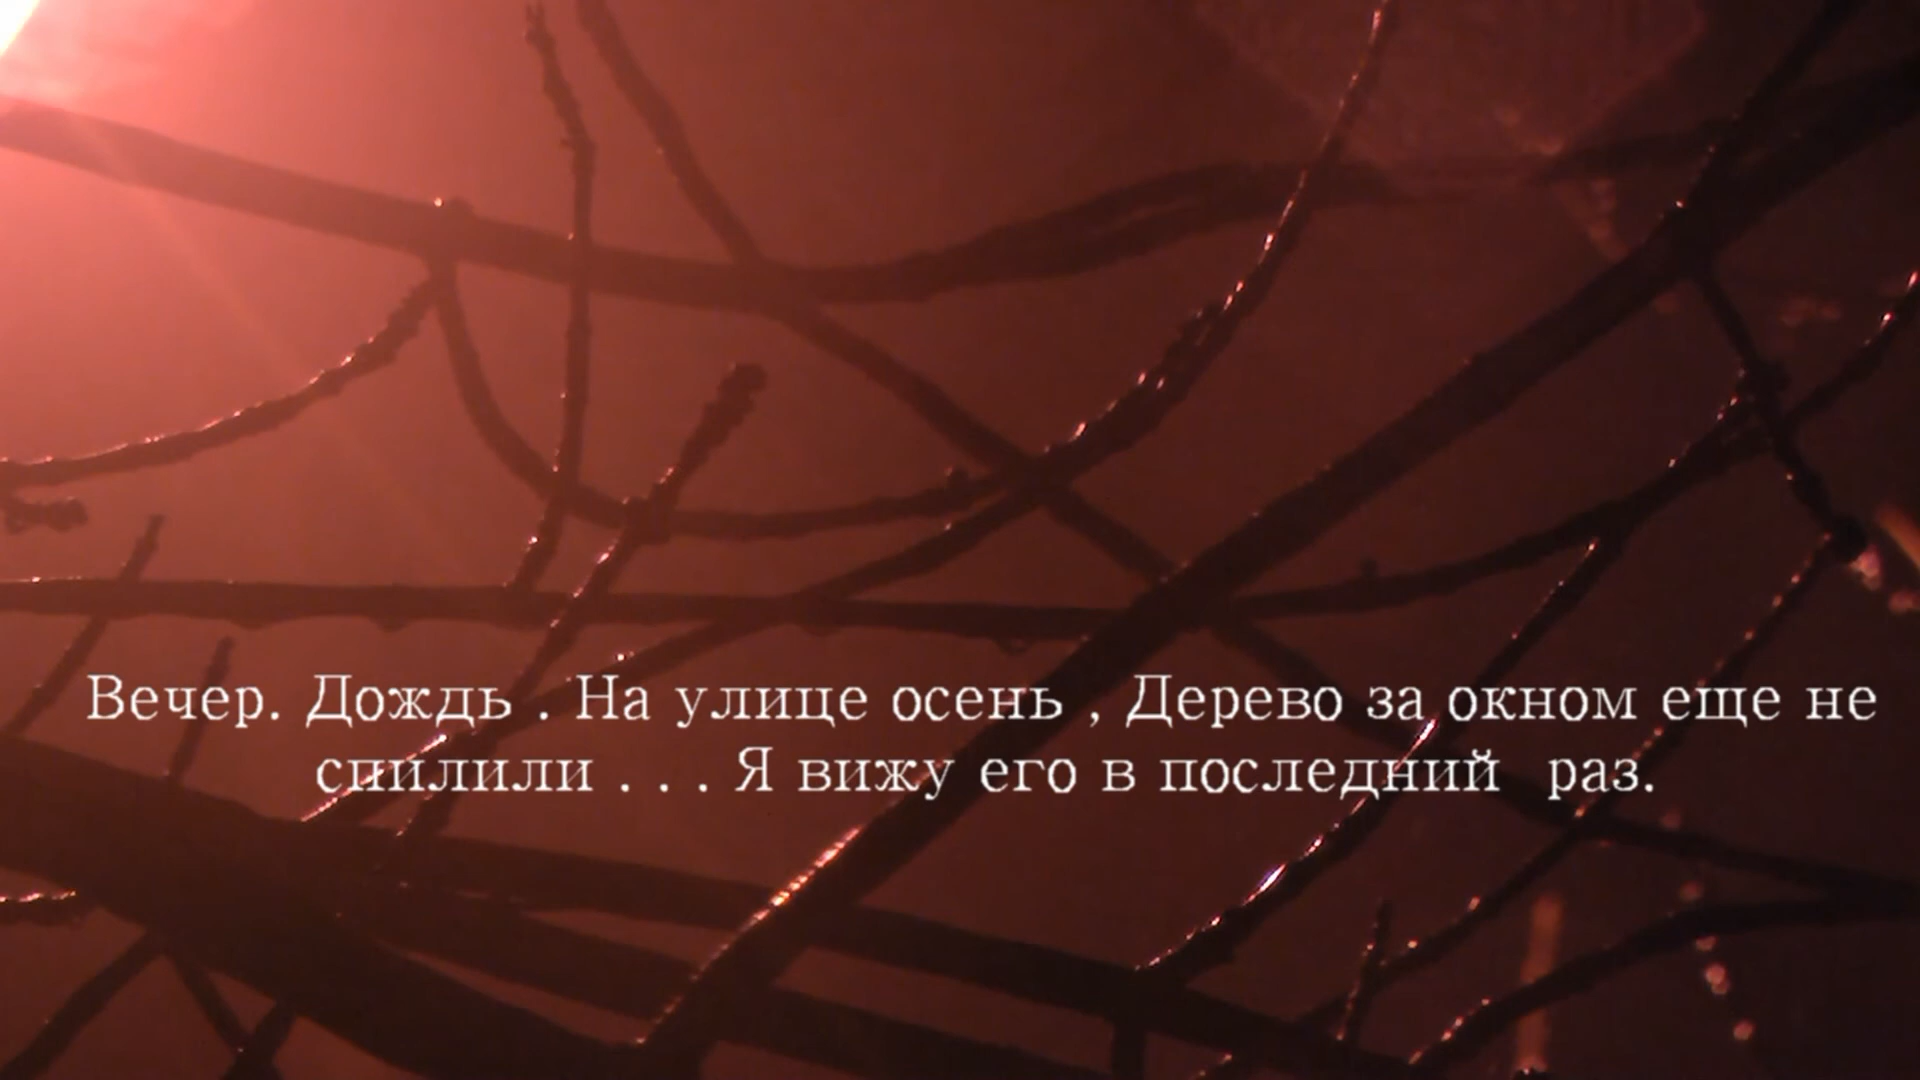 Вечер. Дождь . На улице осень , Дерево за окном еще не
спилили . . . Я вижу его в последний раз.